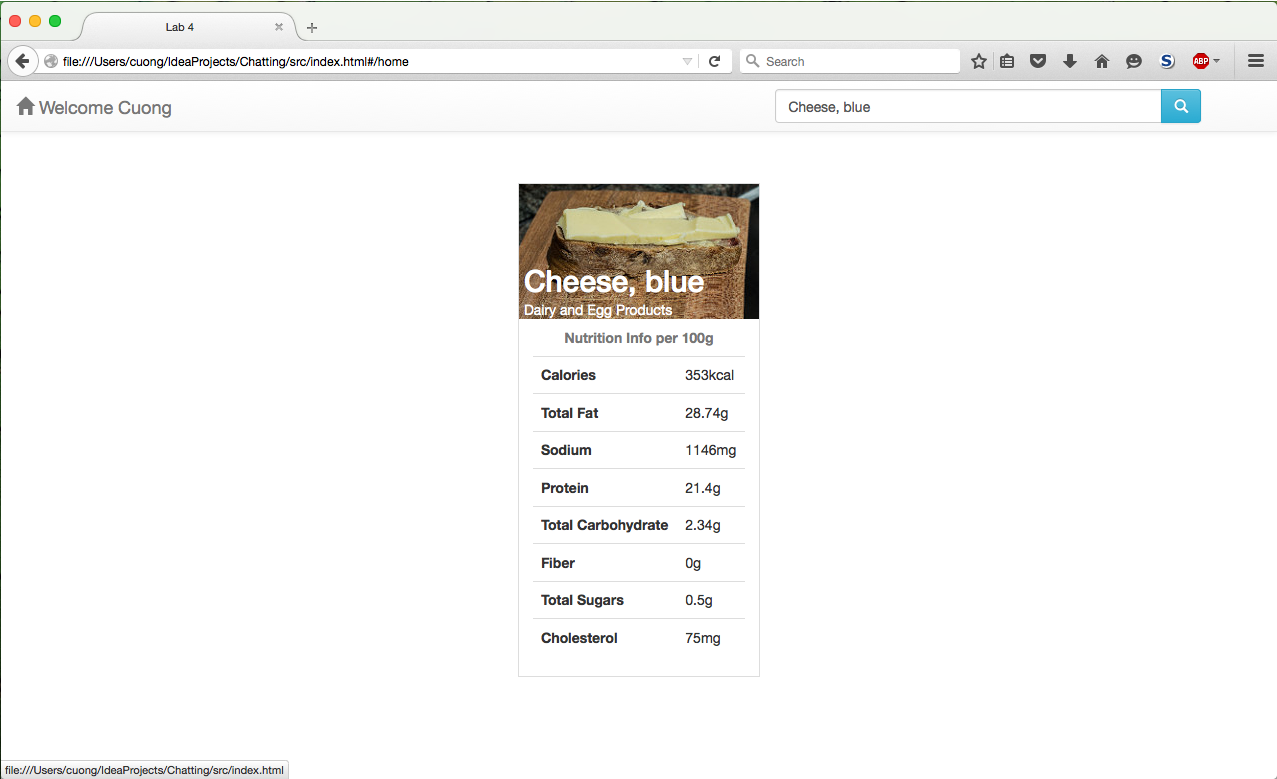 Lab 4
file:///Users/cuong/IdeaProjects/Chatting/src/index.html#/home
Search
S
ABP
Welcome Cuong
Cheese, blue
Cheese, blue
Dairy and Egg Products
Nutrition Info per 100g
Calories 353kcal
Total Fat 28.74g
Sodium 1146mg
Protein 21.4g
Total Carbohydrate 2.34g
Fiber 0g
Total Sugars 0.5g
Cholesterol 75mg
file:///Users/cuong/IdeaProjects/Chatting/src/index.html